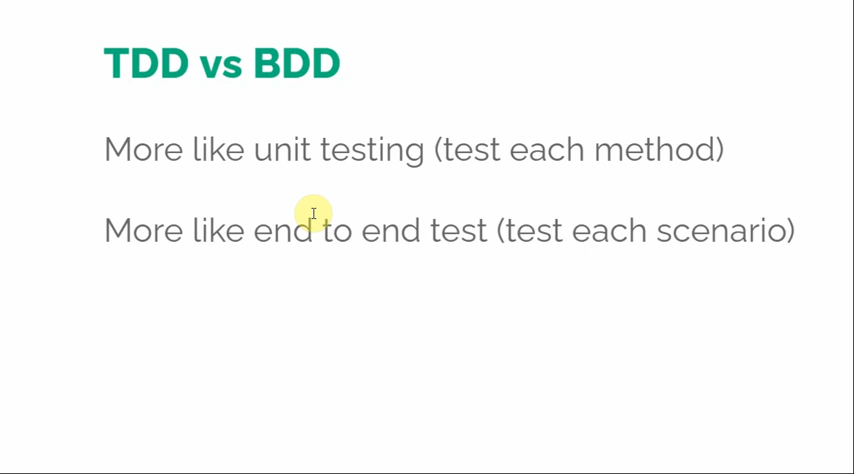 TDD vs BDD
More like unit testing (test each method)
More like end to end test (test each scenario)